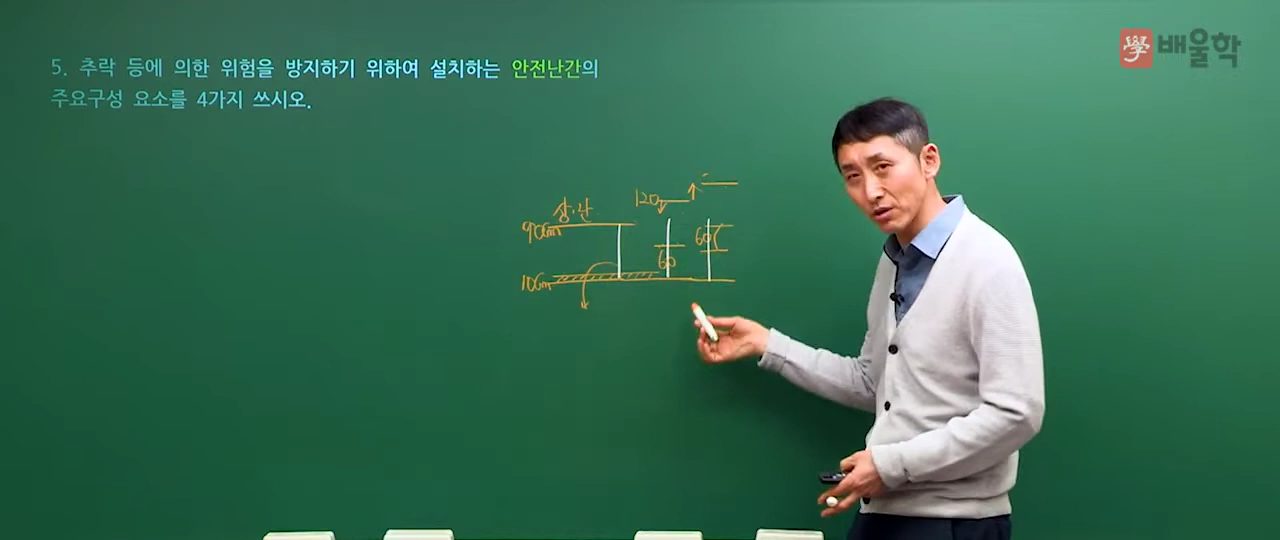 學 배울학
5. 추락 등에 의한 위험을 방지하기 위하여 설치하는 안전난간의
주요구성 요소를 4가지 쓰시오.
상·난
120
90cm
60
60
10cm